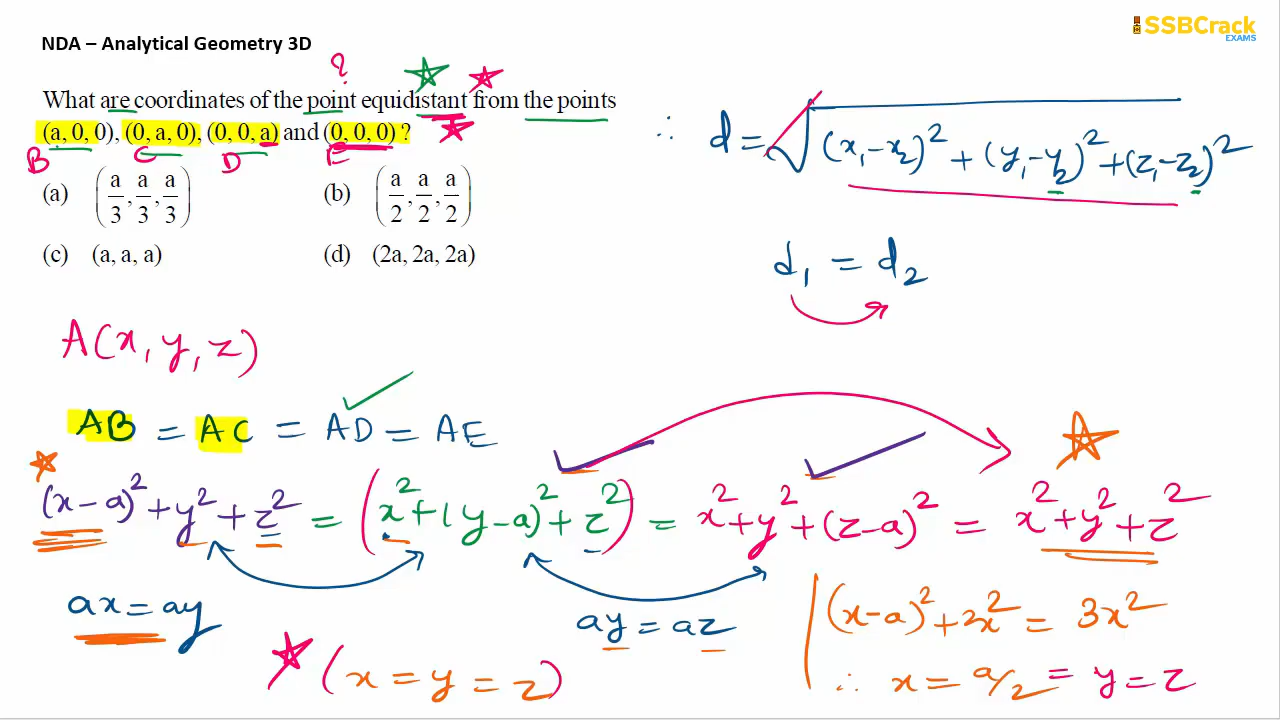 SSBCrack
EXAMS
NDA – Analytical Geometry 3D
?
What are coordinates of the point equidistant from the points
(a, 0, 0), (0, a, 0), (0, 0, a) and (0, 0, 0) ?
B C D E
(a) (a/3, a/3, a/3) (b) (a/2, a/2, a/2)
(c) (a, a, a) (d) (2a, 2a, 2a)
∴ d = √(x₁-x₂)² + (y₁-y₂)² + (z₁-z₂)²
d₁ = d₂
A(x, y, z)
AB = AC = AD = AE
(x-a)² + y² + z² = (x² + (y-a)² + z²) = x² + y² + (z-a)² = x² + y² + z²
ax = ay
ay = az
(x = y = z)
(x-a)² + 2x² = 3x²
∴ x = a/2 = y = z